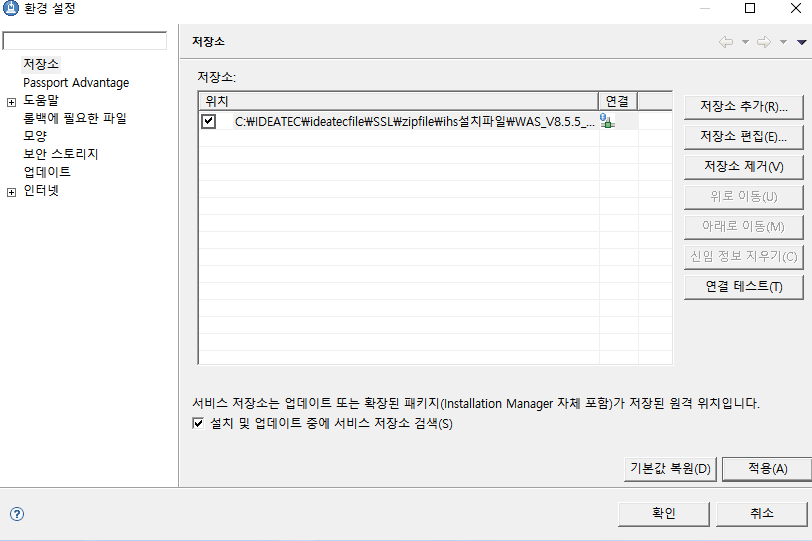 환경 설정
저장소
저장소
Passport Advantage
도움말
롤백에 필요한 파일
모양
보안 스토리지
업데이트
인터넷
저장소:
위치 연결
C:₩IDEATEC₩ideatecfile₩SSL₩zipfile₩ihs설치파일₩WAS_V8.5.5_...
저장소 추가(R)...
저장소 편집(E)...
저장소 제거(V)
위로 이동(U)
아래로 이동(M)
신임 정보 지우기(C)
연결 테스트(T)
서비스 저장소는 업데이트 또는 확장된 패키지(Installation Manager 자체 포함)가 저장된 원격 위치입니다.
설치 및 업데이트 중에 서비스 저장소 검색(S)
기본값 복원(D) 적용(A)
? 확인 취소